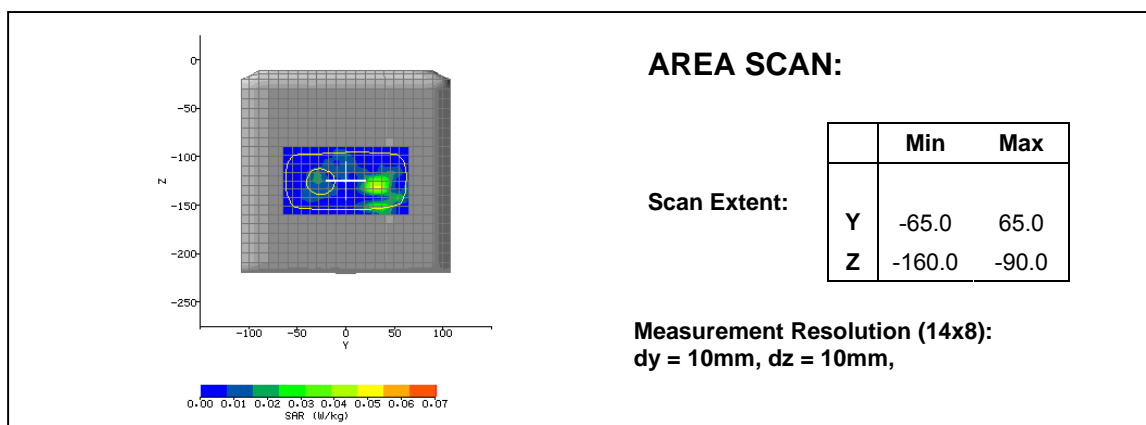 AREA SCAN:
Min Max
Scan Extent:
Y -65.0 65.0
Z -160.0 -90.0
Measurement Resolution (14x8):
dy = 10mm, dz = 10mm,
0
-50
-100
-150
-200
-250
Z
-100 -50 0 50 100
Y
0.00 0.01 0.02 0.03 0.04 0.05 0.06 0.07
SAR (W/kg)